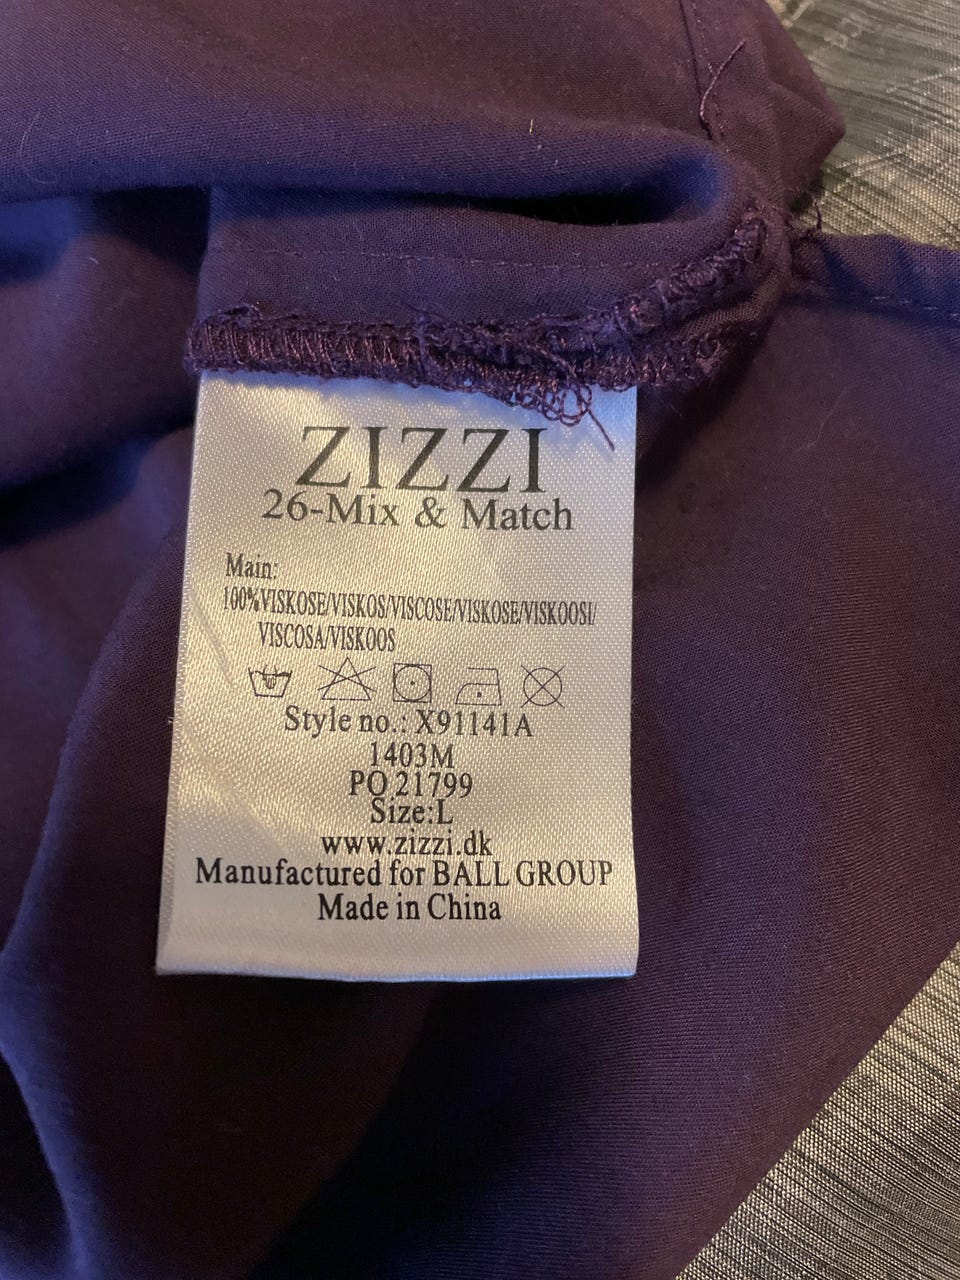 ZIZZI
26-Mix & Match
Main:
100%VISKOSE/VISKOS/VISCOSE/VISKOSE/VISKOOSI/
VISCOSA/VISKOOS
Style no.: X91141A
1403M
PO 21799
Size:L
www.zizzi.dk
Manufactured for BALL GROUP
Made in China